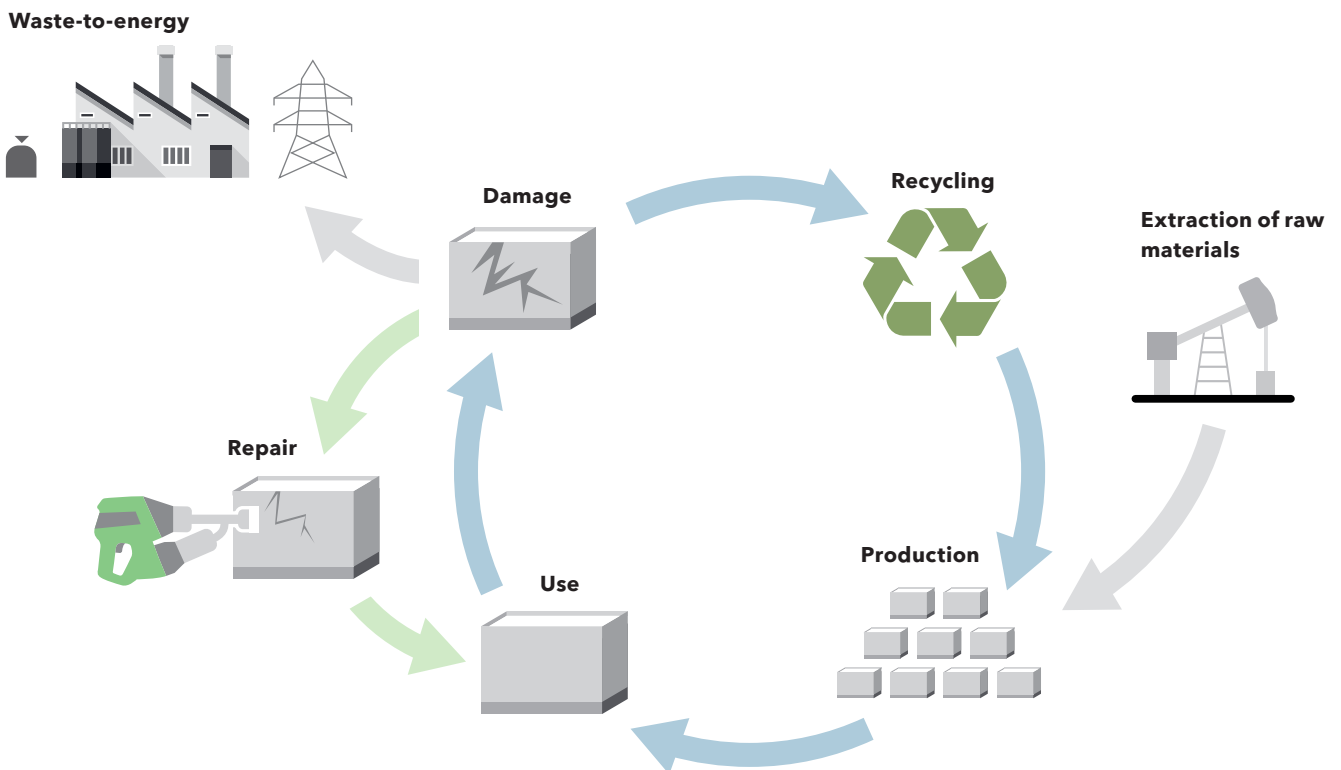 Waste-to-energy
Damage
Recycling
Extraction of raw
materials
Repair
Production
Use